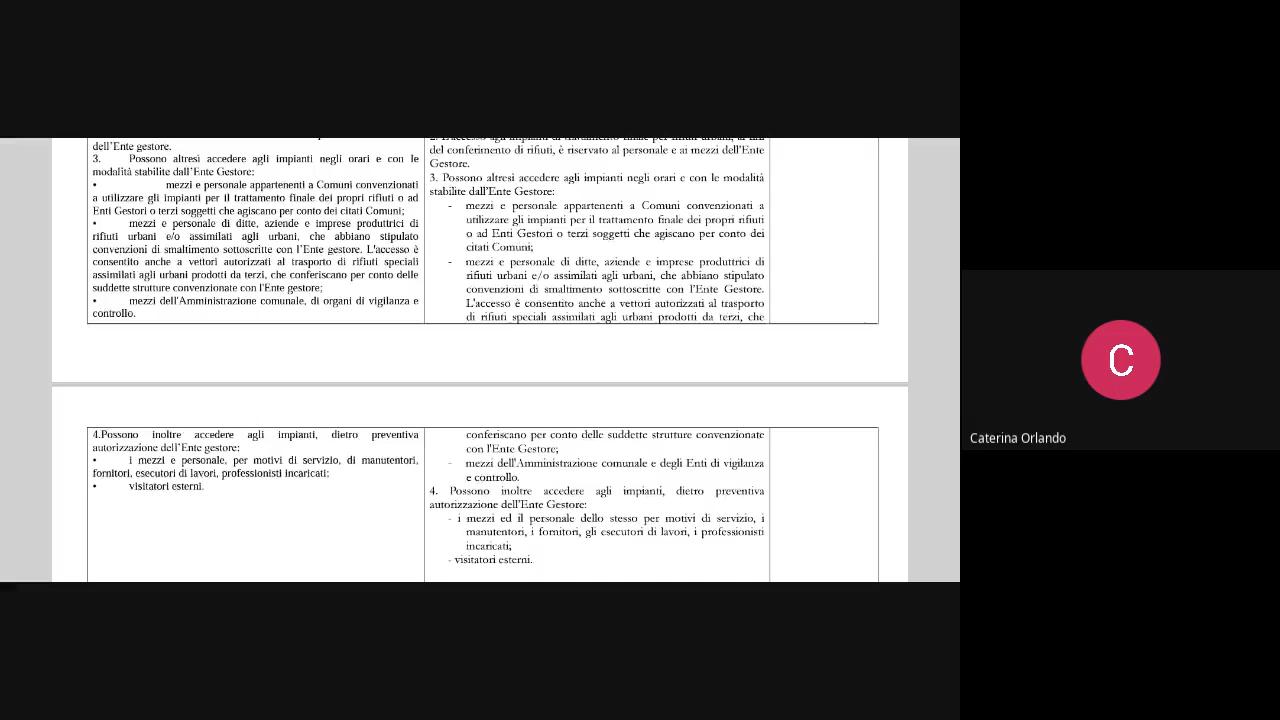 dell'Ente gestore.
3. Possono altresì accedere agli impianti negli orari e con le
modalità stabilite dall'Ente Gestore:
• mezzi e personale appartenenti a Comuni convenzionati
a utilizzare gli impianti per il trattamento finale dei propri rifiuti o ad
Enti Gestori o terzi soggetti che agiscano per conto dei citati Comuni;
• mezzi e personale di ditte, aziende e imprese produttrici di
rifiuti urbani e/o assimilati agli urbani, che abbiano stipulato
convenzioni di smaltimento sottoscritte con l'Ente gestore. L'accesso è
consentito anche a vettori autorizzati al trasporto di rifiuti speciali
assimilati agli urbani prodotti da terzi, che conferiscano per conto delle
suddette strutture convenzionate con l'Ente gestore;
• mezzi dell'Amministrazione comunale, di organi di vigilanza e
controllo.
2. L'accesso agli impianti di trattamento finale per rifiuti urbani, ai fini
del conferimento di rifiuti, è riservato al personale e ai mezzi dell'Ente
Gestore.
3. Possono altresì accedere agli impianti negli orari e con le modalità
stabilite dall'Ente Gestore:
- mezzi e personale appartenenti a Comuni convenzionati a
utilizzare gli impianti per il trattamento finale dei propri rifiuti
o ad Enti Gestori o terzi soggetti che agiscano per conto dei
citati Comuni;
- mezzi e personale di ditte, aziende e imprese produttrici di
rifiuti urbani e/o assimilati agli urbani, che abbiano stipulato
convenzioni di smaltimento sottoscritte con l'Ente Gestore.
L'accesso è consentito anche a vettori autorizzati al trasporto
di rifiuti speciali assimilati agli urbani prodotti da terzi, che
4.Possono inoltre accedere agli impianti, dietro preventiva
autorizzazione dell'Ente gestore:
• i mezzi e personale, per motivi di servizio, di manutentori,
fornitori, esecutori di lavori, professionisti incaricati;
• visitatori esterni.
conferiscano per conto delle suddette strutture convenzionate
con l'Ente Gestore;
- mezzi dell'Amministrazione comunale e degli Enti di vigilanza
e controllo.
4. Possono inoltre accedere agli impianti, dietro preventiva
autorizzazione dell'Ente Gestore:
- i mezzi ed il personale dello stesso per motivi di servizio, i
manutentori, i fornitori, gli esecutori di lavori, i professionisti
incaricati;
- visitatori esterni.
C
Caterina Orlando